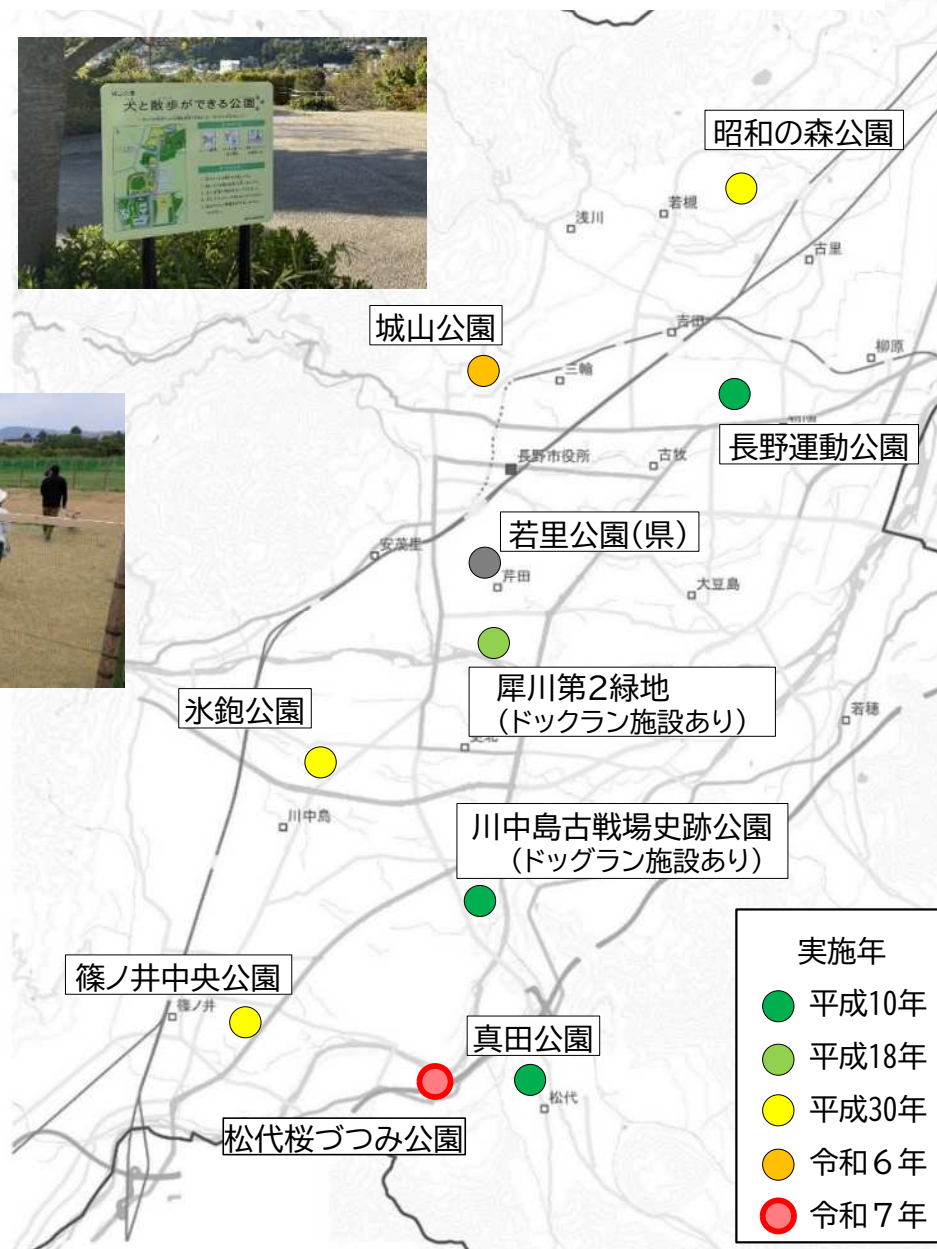 城山公園
犬と散歩ができる公園
昭和の森公園
若槻
浅川
古里
城山公園
吉田
柳原
三輪
長野運動公園
長野市役所
古牧
若里公園(県)
安茂里
芹田
大豆島
犀川第2緑地
(ドックラン施設あり)
氷鉋公園
若穂
川中島
川中島古戦場史跡公園
(ドッグラン施設あり)
篠ノ井中央公園
篠ノ井
真田公園
松代
松代桜づつみ公園
実施年
平成10年
平成18年
平成30年
令和6年
令和7年